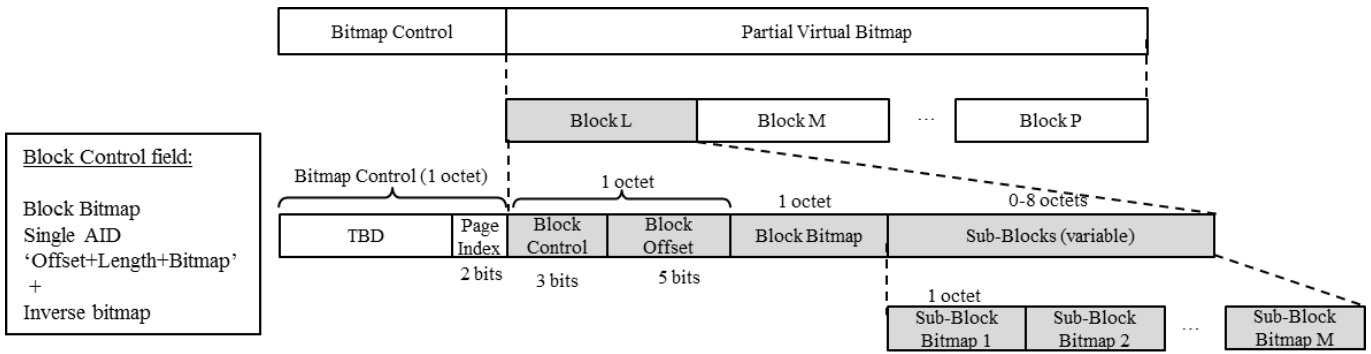 Bitmap Control Partial Virtual Bitmap
Block L Block M ... Block P
Block Control field:
Block Bitmap
Single AID
‘Offset+Length+Bitmap’
+
Inverse bitmap
Bitmap Control (1 octet) 1 octet 1 octet 0-8 octets
TBD
Page
Index
Block
Control
Block
Offset
Block Bitmap
Sub-Blocks (variable)
2 bits 3 bits 5 bits
1 octet
Sub-Block
Bitmap 1
Sub-Block
Bitmap 2
...
Sub-Block
Bitmap M